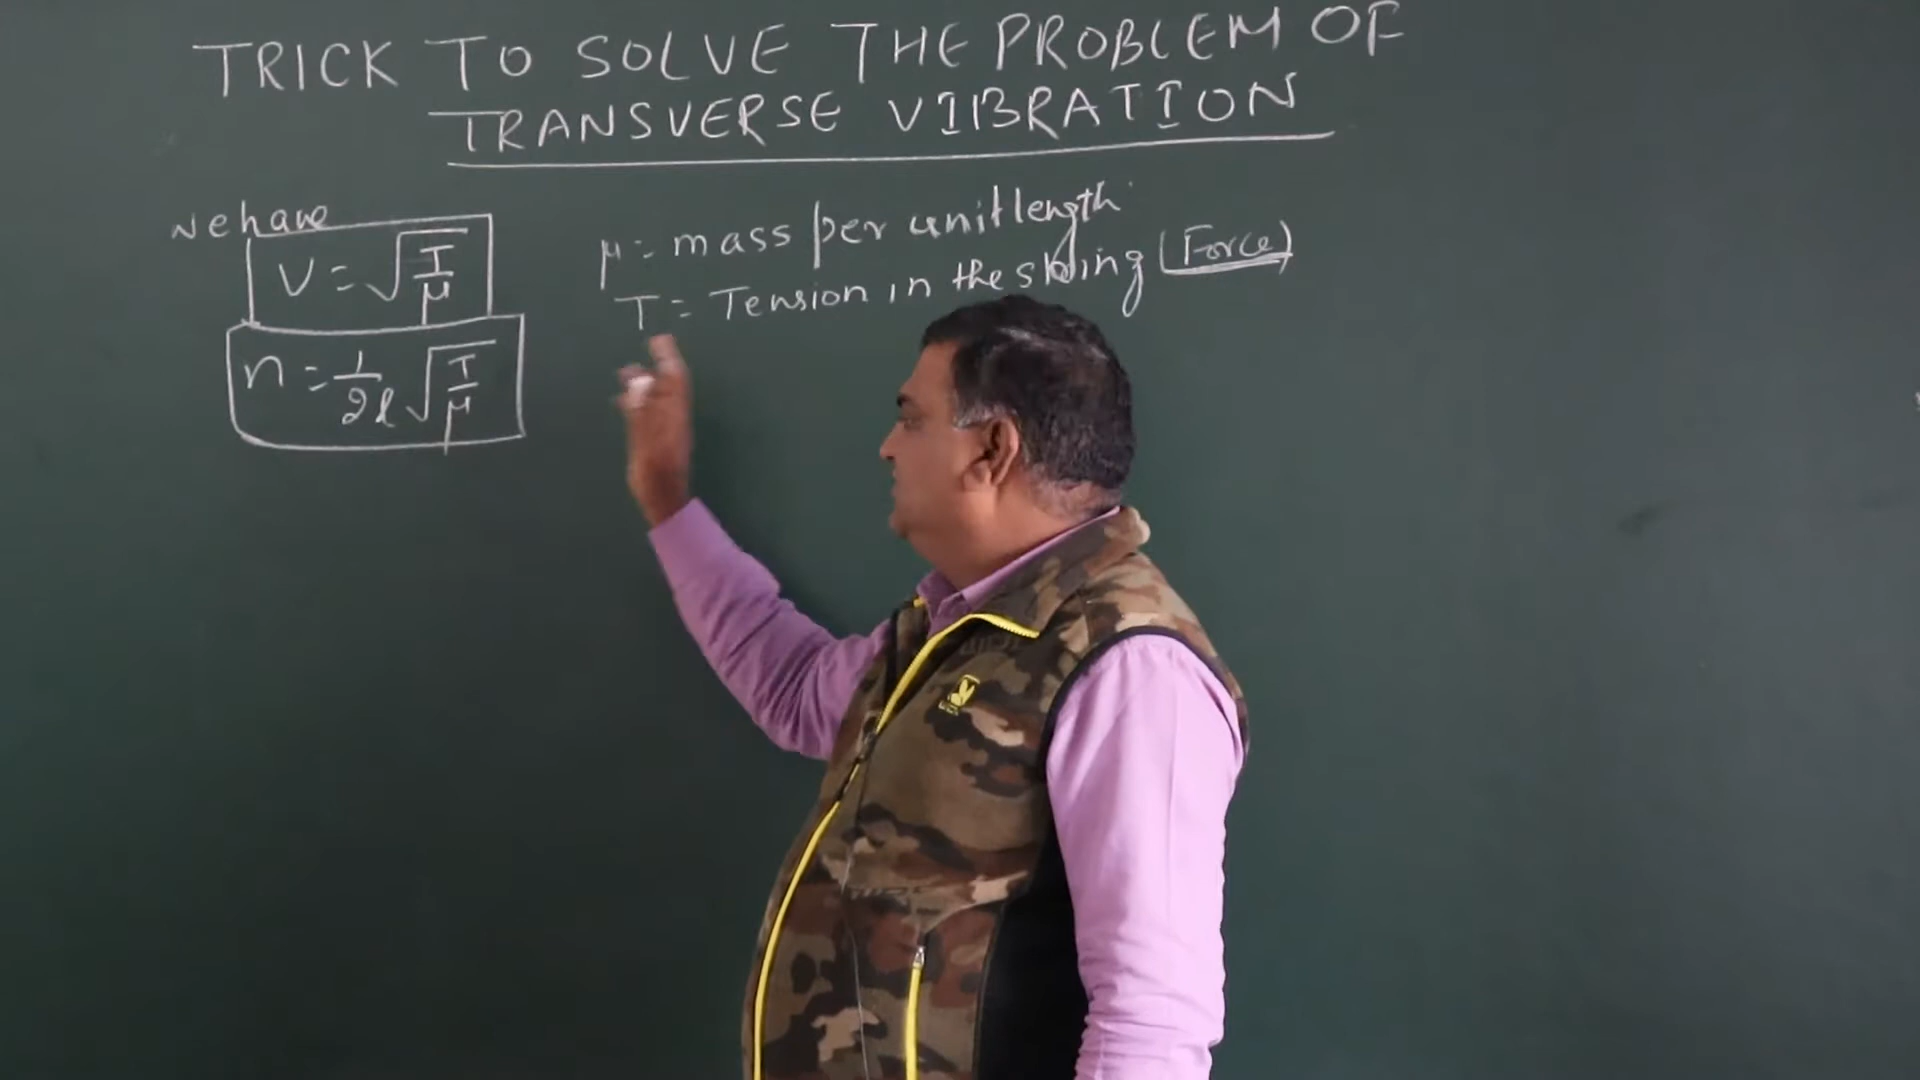 TRICK TO SOLVE THE PROBLEM OF
TRANSVERSE VIBRATION
We have
V = √T/μ
n = 1/2l √T/μ
μ = mass per unit length
T = Tension in the string (Force)